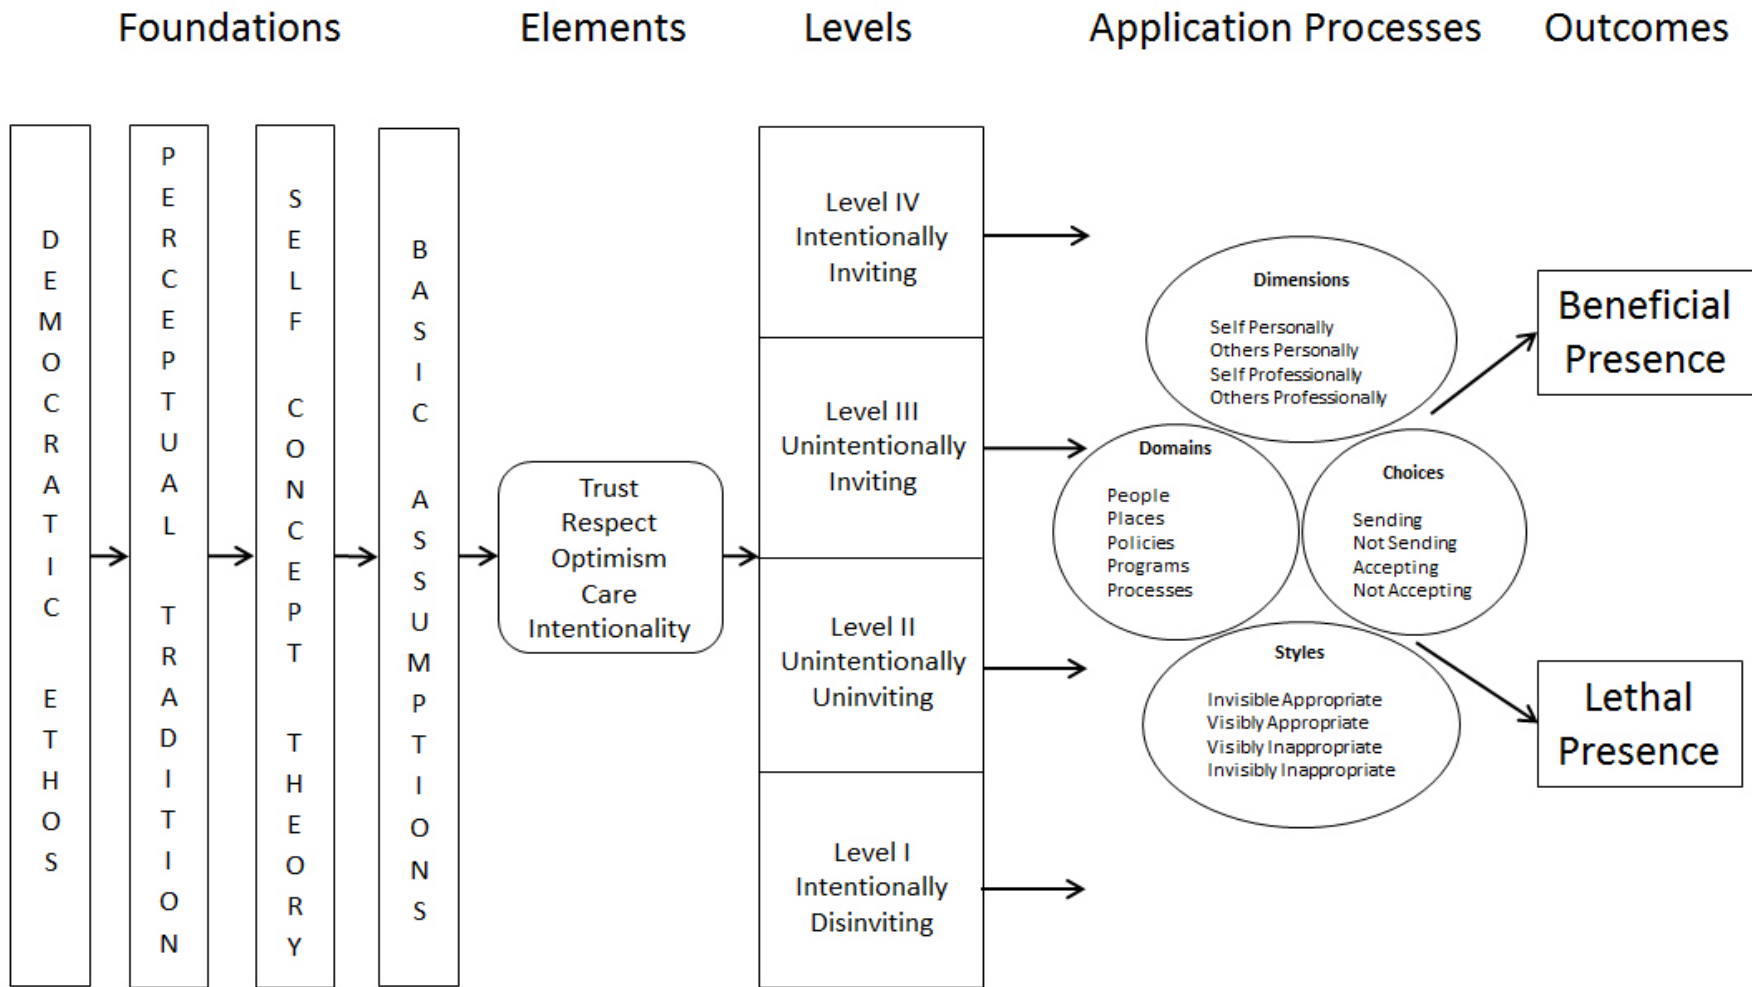 Foundations
Elements
Levels
Application Processes
Outcomes
DEMOCRATIC ETHOS
PERCEPTUAL TRADITION
SELF CONCEPT THEORY
BASIC ASSUMPTIONS
Trust
Respect
Optimism
Care
Intentionality
Level IV
Intentionally
Inviting
Level III
Unintentionally
Inviting
Level II
Unintentionally
Uninviting
Level I
Intentionally
Disinviting
Dimensions
Self Personally
Others Personally
Self Professionally
Others Professionally
Domains
People
Places
Policies
Programs
Processes
Choices
Sending
Not Sending
Accepting
Not Accepting
Styles
Invisible Appropriate
Visibly Appropriate
Visibly Inappropriate
Invisibly Inappropriate
Beneficial
Presence
Lethal
Presence